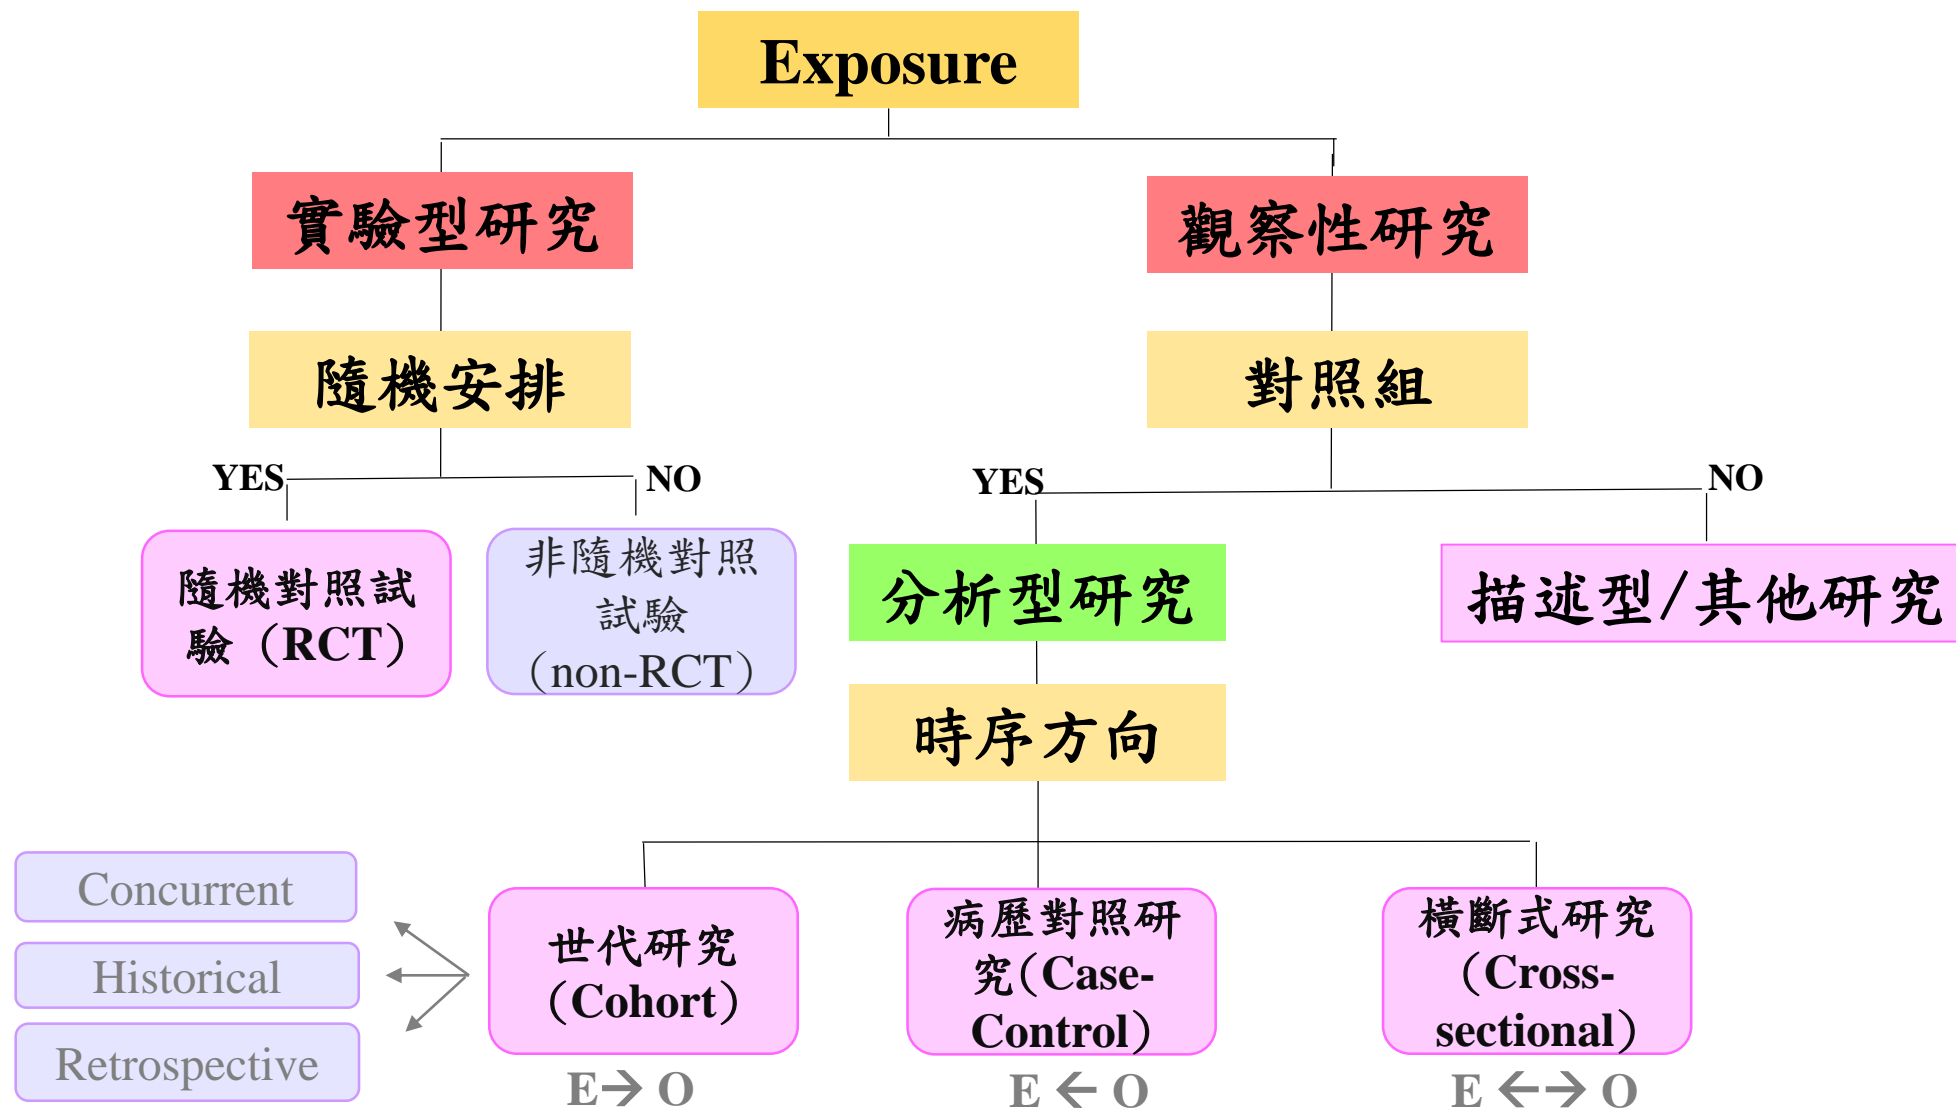 Exposure
實驗型研究
觀察性研究
隨機安排
對照組
YES
NO
YES
NO
隨機對照試
驗（RCT）
非隨機對照
試驗
（non-RCT）
分析型研究
描述型/其他研究
時序方向
Concurrent
Historical
Retrospective
世代研究
（Cohort）
病歷對照研
究（Case-
Control）
橫斷式研究
（Cross-
sectional）
E→ O
E ← O
E ←→ O